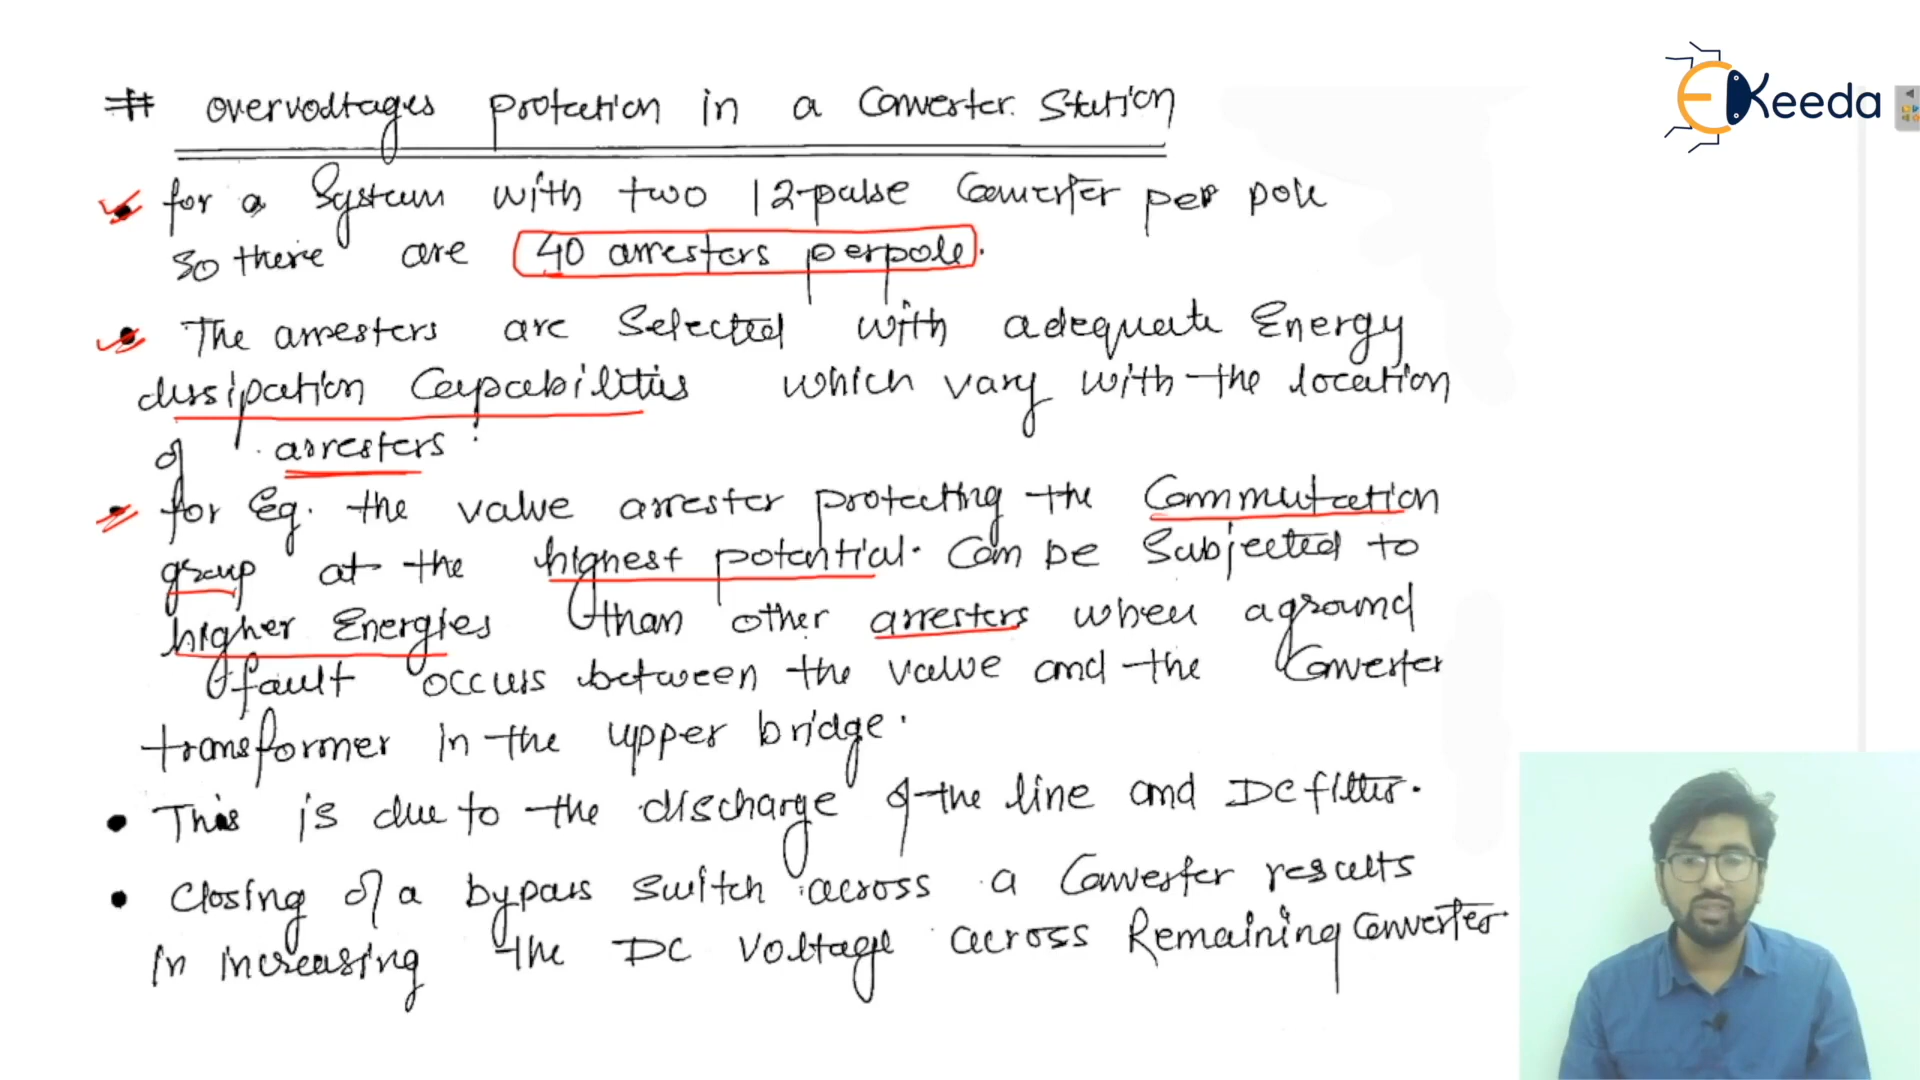 # overvoltages protection in a Converter Station
EKeeda
for a System with two 12-pulse Converter per pole
so there are 40 arresters per pole.
The arresters are Selected with adequate Energy
dissipation Capabilities which vary with the location
of arresters.
for Eg. the valve arrester protecting the Commutation
group at the highest potential. Can be Subjected to
higher Energies than other arresters when a ground
fault occurs between the valve and the Converter
transformer in the upper bridge.
This is due to the discharge of the line and DC filter.
Closing of a bypass switch across a Converter results
in increasing the DC voltage across Remaining Converter